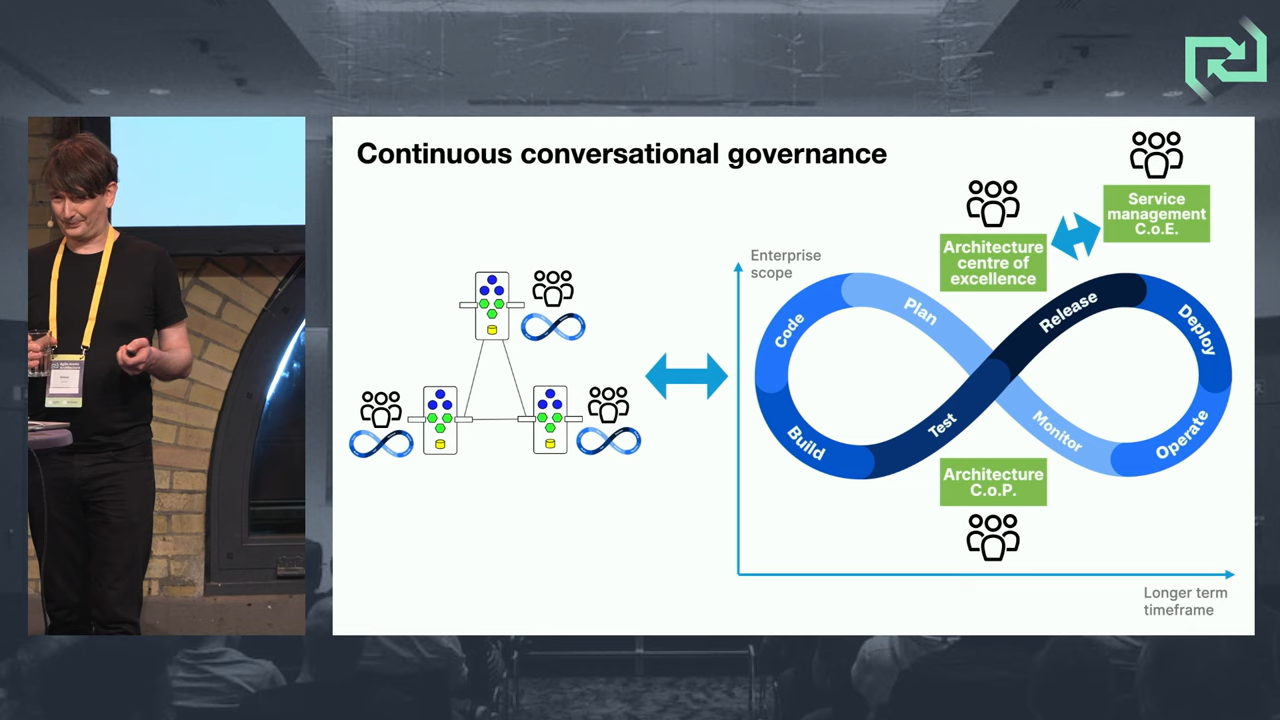 Continuous conversational governance
Service
management
C.o.E.
Architecture
centre of
excellence
Enterprise
scope
Code
Plan
Release
Deploy
Build
Test
Monitor
Operate
Architecture
C.o.P.
Longer term
timeframe